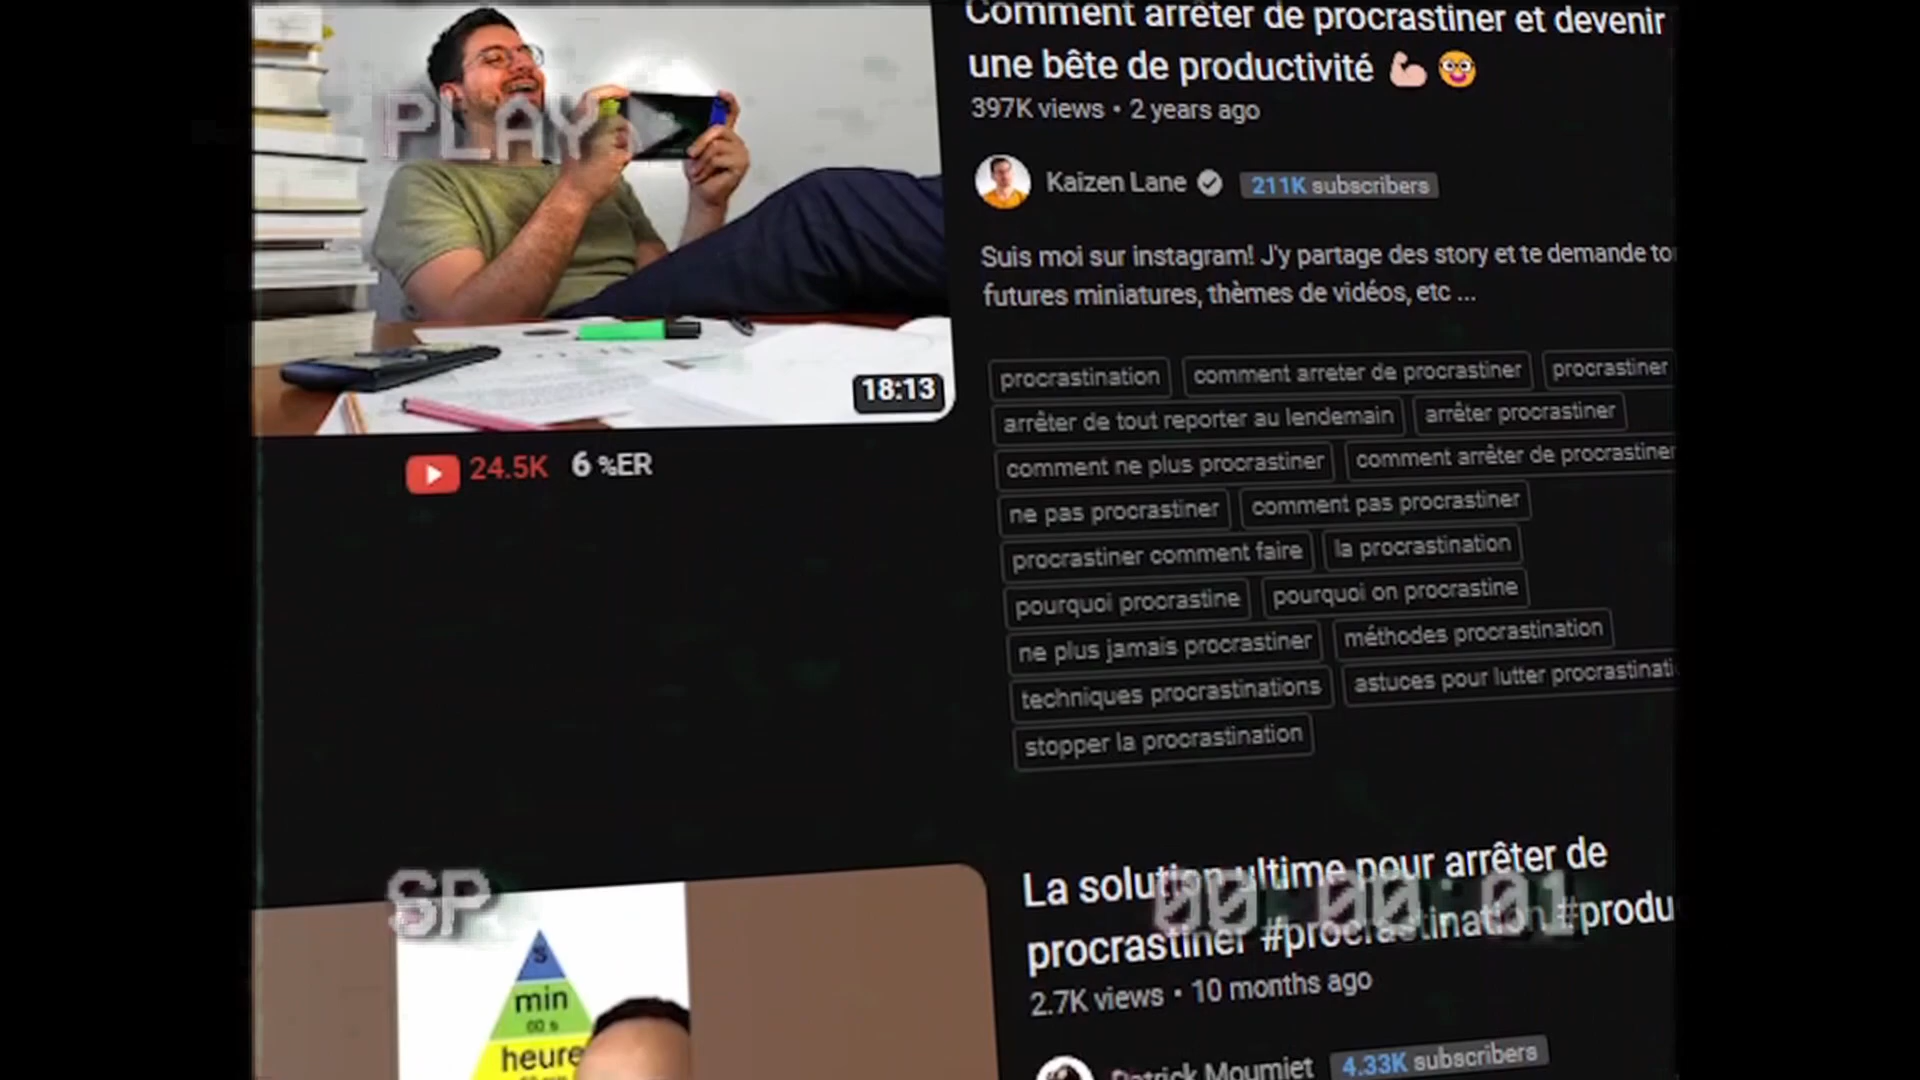 Comment arrêter de procrastiner et devenir
une bête de productivité 💪 🤓
397K views • 2 years ago
PLAY
Kaizen Lane
211K subscribers
Suis moi sur instagram! J'y partage des story et te demande
futures miniatures, thèmes de vidéos, etc ...
18:13
24.5K 6 %ER
procrastination
comment arreter de procrastiner
procrastiner
arrêter de tout reporter au lendemain
arrêter procrastiner
comment ne plus procrastiner
comment arrêter de procrastiner
ne pas procrastiner
comment pas procrastiner
procrastiner comment faire
la procrastination
pourquoi procrastine
pourquoi on procrastine
ne plus jamais procrastiner
méthodes procrastination
techniques procrastinations
astuces pour lutter
stopper la procrastination
La solution ultime pour arrêter de
procrastiner #procrastination
SP
00:00:01
2.7K views • 10 months ago
Patrick Moumiet
4.33K subscribers
S
min
heure